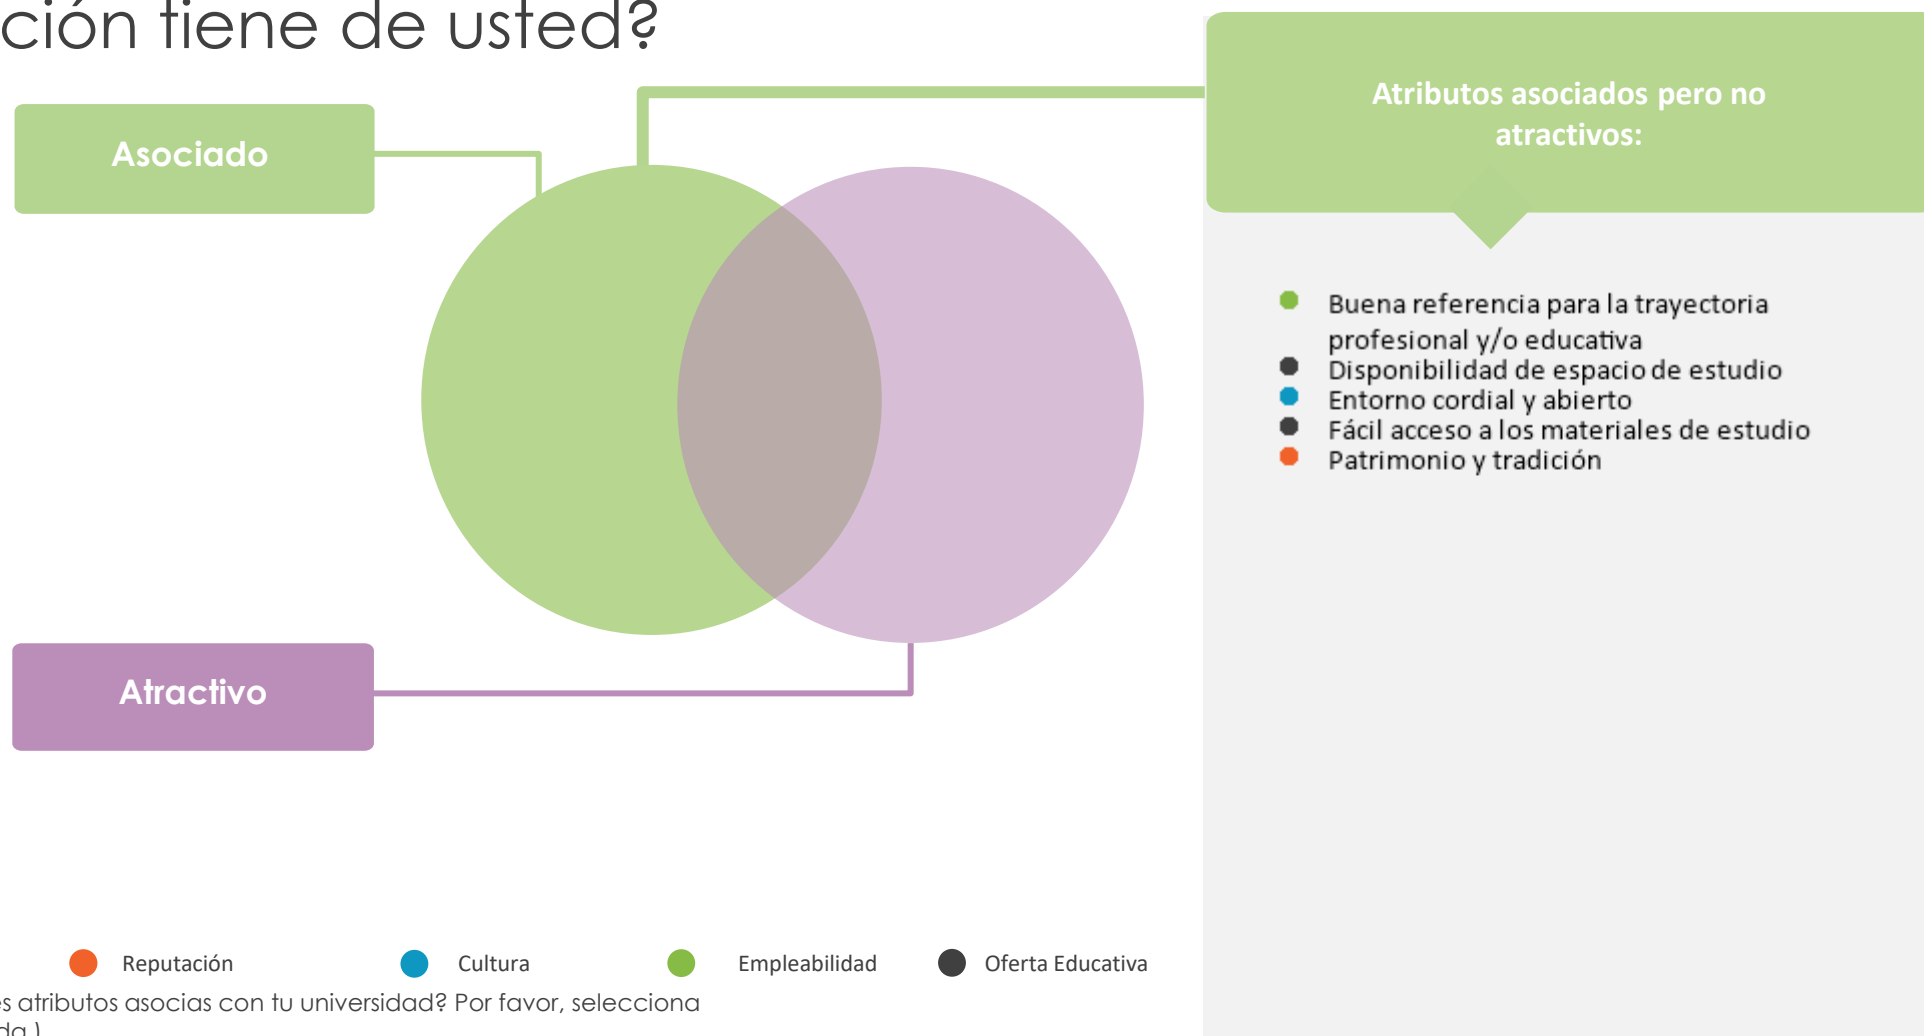 ción tiene de usted?
Asociado
Atractivo
Atributos asociados pero no
atractivos:
Buena referencia para la trayectoria
profesional y/o educativa
Disponibilidad de espacio de estudio
Entorno cordial y abierto
Fácil acceso a los materiales de estudio
Patrimonio y tradición
Reputación
Cultura
Empleabilidad
Oferta Educativa
es atributos asocias con tu universidad? Por favor, selecciona